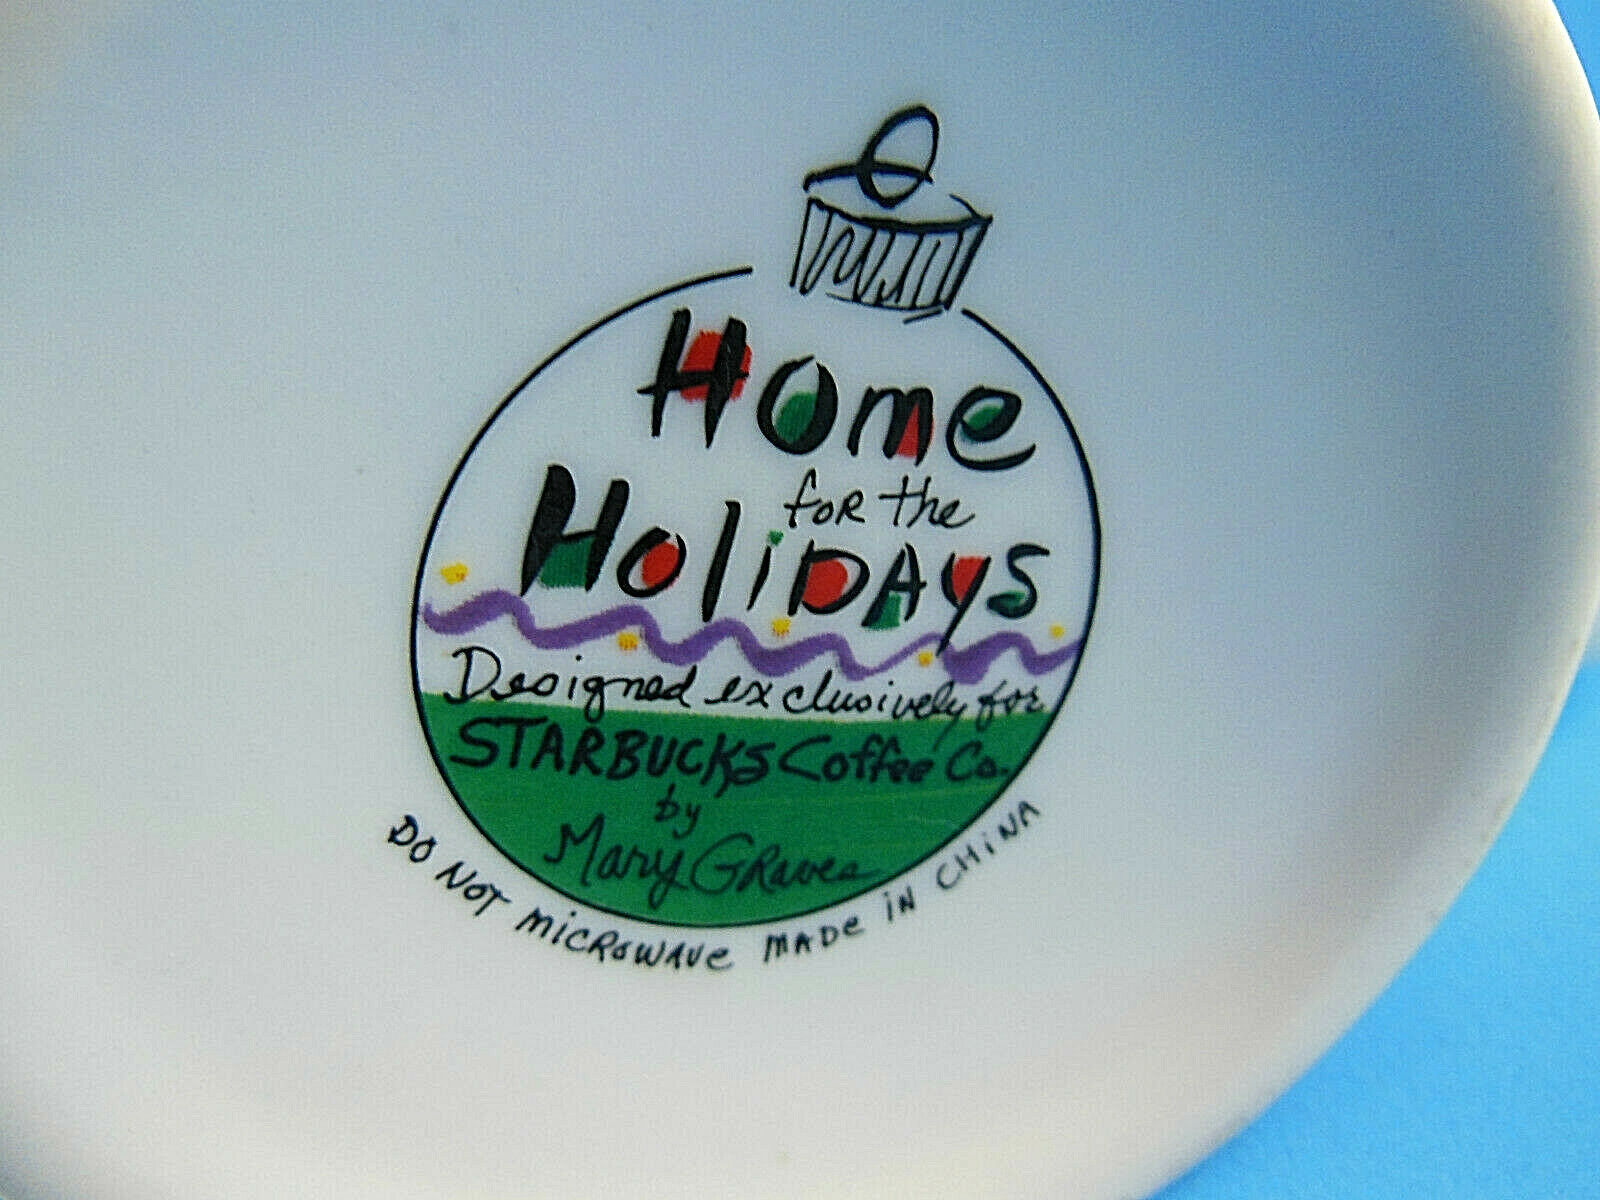 Home
for the
HoliDAYS
Designed exclusively for
STARBUCKS Coffee Co.
by
Mary Graves
DO NOT MICROWAVE MADE IN CHINA